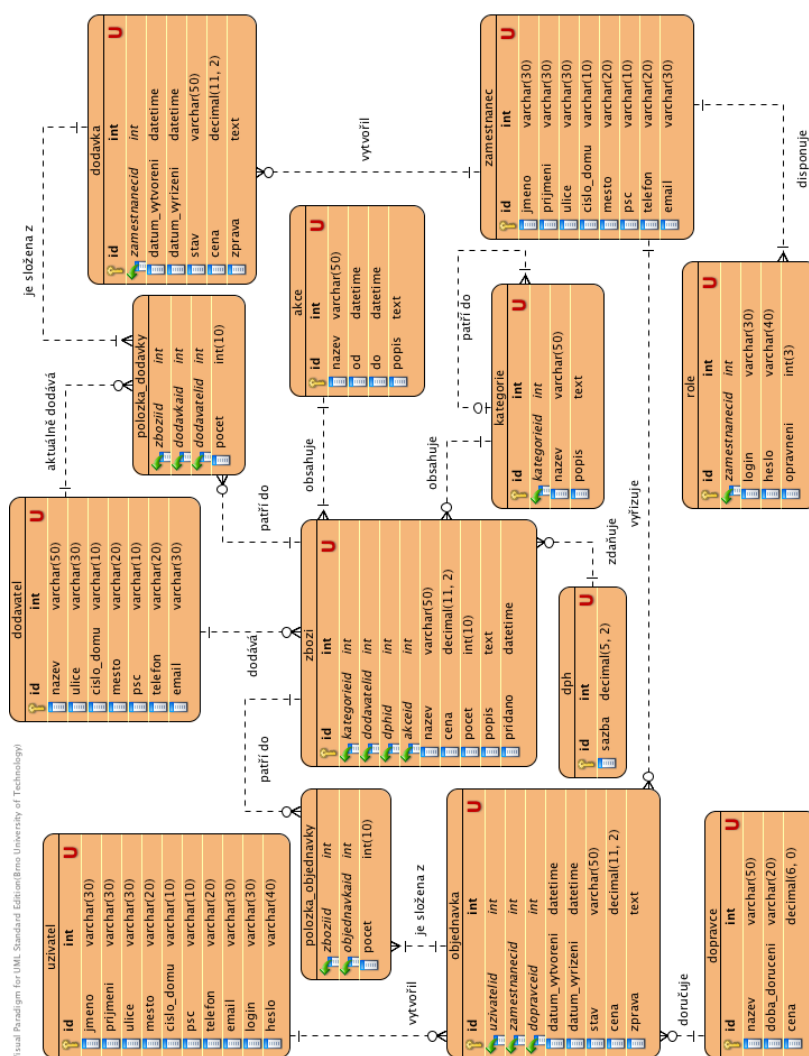 Visual Paradigm for UML Standard Edition(Brno University of Technology)
uzivatel
id int U
jmeno varchar(30)
prijmeni varchar(30)
ulice varchar(30)
mesto varchar(20)
cislo_domu varchar(10)
psc varchar(10)
telefon varchar(20)
email varchar(30)
login varchar(30)
heslo varchar(40)
dodavatel
id int U
nazev varchar(50)
ulice varchar(30)
cislo_domu varchar(10)
mesto varchar(20)
psc varchar(10)
telefon varchar(20)
email varchar(30)
aktuálně dodává
je složena z
dodavka
id int U
zamestnanecid int
datum_vytvoreni datetime
datum_vyrizeni datetime
stav varchar(50)
cena decimal(11, 2)
zprava text
polozka_dodavky
zboziid int
dodavkaid int
dodavatelid int
pocet int(10)
patří do
dodává
patří do
polozka_objednavky
zboziid int
objednavkaid int
pocet int(10)
zbozi
id int U
kategorieid int
dodavatelid int
dphid int
akceid int
nazev varchar(50)
cena decimal(11, 2)
pocet int(10)
popis text
pridano datetime
obsahuje
akce
id int U
nazev varchar(50)
od datetime
do datetime
popis text
vytvořil
vytvořil
je složena z
objednavka
id int U
uzivatelid int
zamestnanecid int
dopravceid int
datum_vytvoreni datetime
datum_vyrizeni datetime
stav varchar(50)
cena decimal(11, 2)
zprava text
obsahuje
patří do
kategorie
id int U
kategorieid int
nazev varchar(50)
popis text
zamestnanec
id int U
jmeno varchar(30)
prijmeni varchar(30)
ulice varchar(30)
cislo_domu varchar(10)
mesto varchar(20)
psc varchar(10)
telefon varchar(20)
email varchar(30)
dph
id int U
sazba decimal(5, 2)
zdaňuje
vyřizuje
doručuje
dopravce
id int U
nazev varchar(50)
doba_doruceni varchar(20)
cena decimal(6, 0)
role
id int U
zamestnanecid int
login varchar(30)
heslo varchar(40)
opravneni int(3)
disponuje